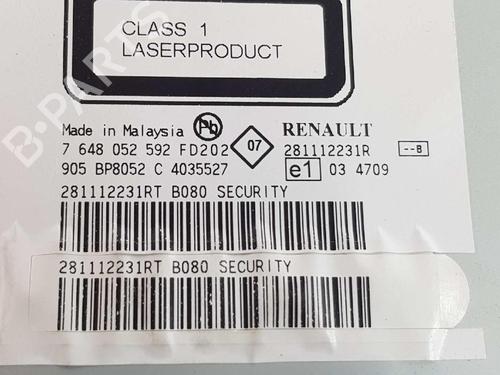 CLASS 1
LASERPRODUCT
Made in Malaysia Pb RENAULT
7 648 052 592 FD202 07 281112231R --B
905 BP8052 C 4035527 e1 03 4709
281112231RT B080 SECURITY
281112231RT B080 SECURITY
B-PARTS